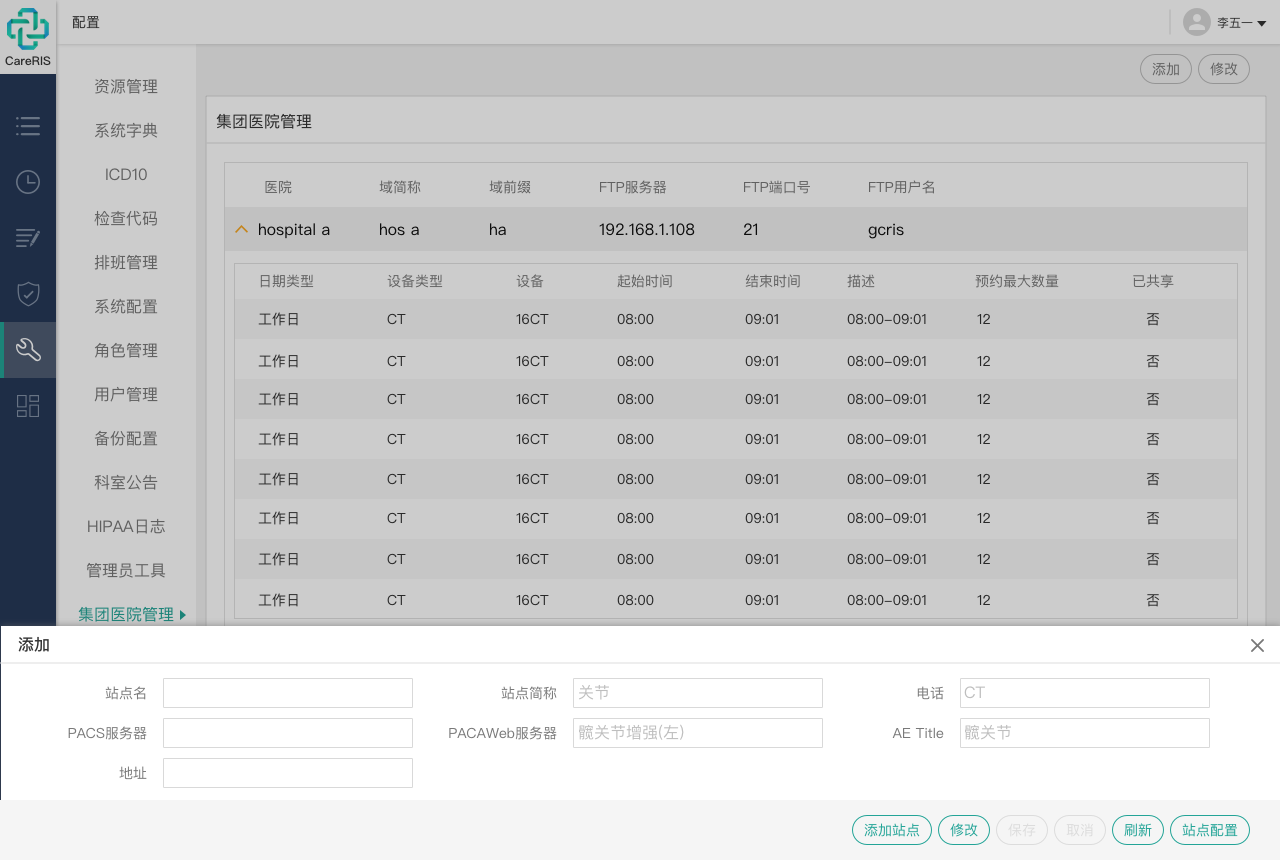 CareRIS
配置
李五一
添加 修改
资源管理
系统字典
ICD10
检查代码
排班管理
系统配置
角色管理
用户管理
备份配置
科室公告
HIPAA日志
管理员工具
集团医院管理
集团医院管理
医院 域简称 域前缀 FTP服务器 FTP端口号 FTP用户名
hospital a hos a ha 192.168.1.108 21 gcris
日期类型 设备类型 设备 起始时间 结束时间 描述 预约最大数量 已共享
工作日 CT 16CT 08:00 09:01 08:00-09:01 12 否
工作日 CT 16CT 08:00 09:01 08:00-09:01 12 否
工作日 CT 16CT 08:00 09:01 08:00-09:01 12 否
工作日 CT 16CT 08:00 09:01 08:00-09:01 12 否
工作日 CT 16CT 08:00 09:01 08:00-09:01 12 否
工作日 CT 16CT 08:00 09:01 08:00-09:01 12 否
工作日 CT 16CT 08:00 09:01 08:00-09:01 12 否
工作日 CT 16CT 08:00 09:01 08:00-09:01 12 否
添加
站点名 站点简称 关节 电话 CT
PACS服务器 PACAWeb服务器 髋关节增强(左) AE Title 髋关节
地址
添加站点 修改 保存 取消 刷新 站点配置